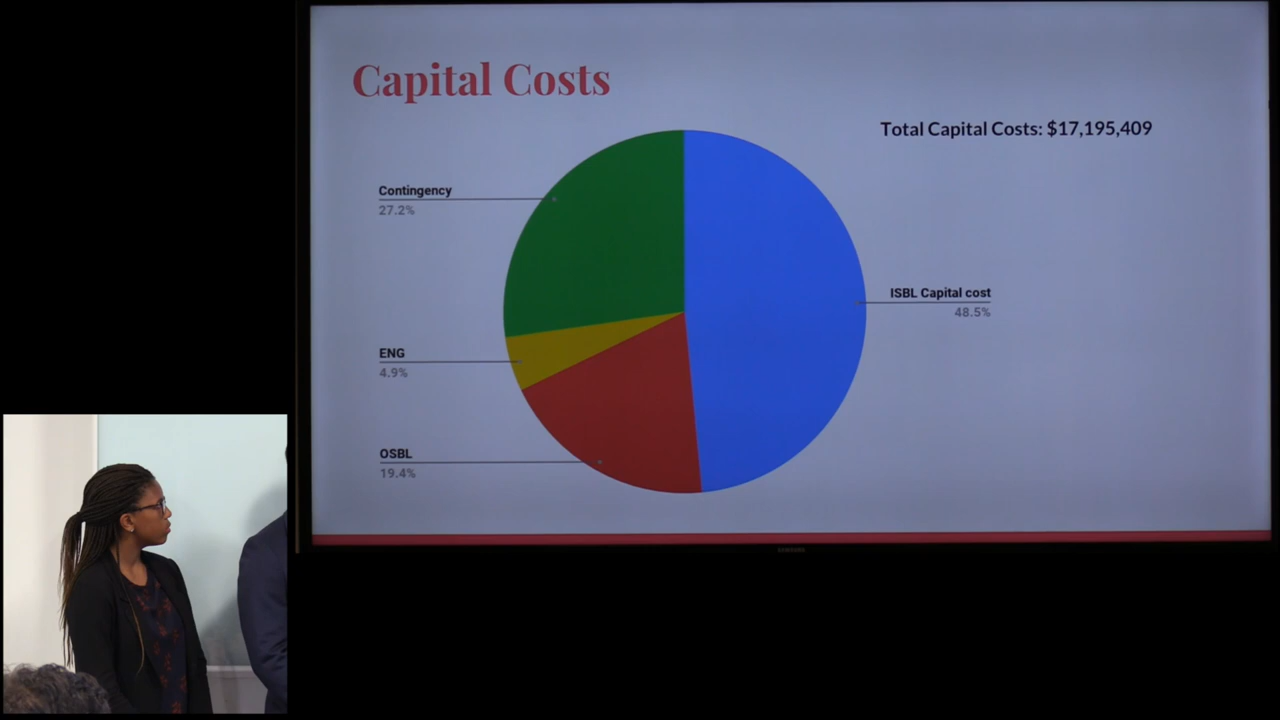 Capital Costs
Total Capital Costs: $17,195,409
Contingency
27.2%
ISBL Capital cost
48.5%
ENG
4.9%
OSBL
19.4%
SAMSUNG